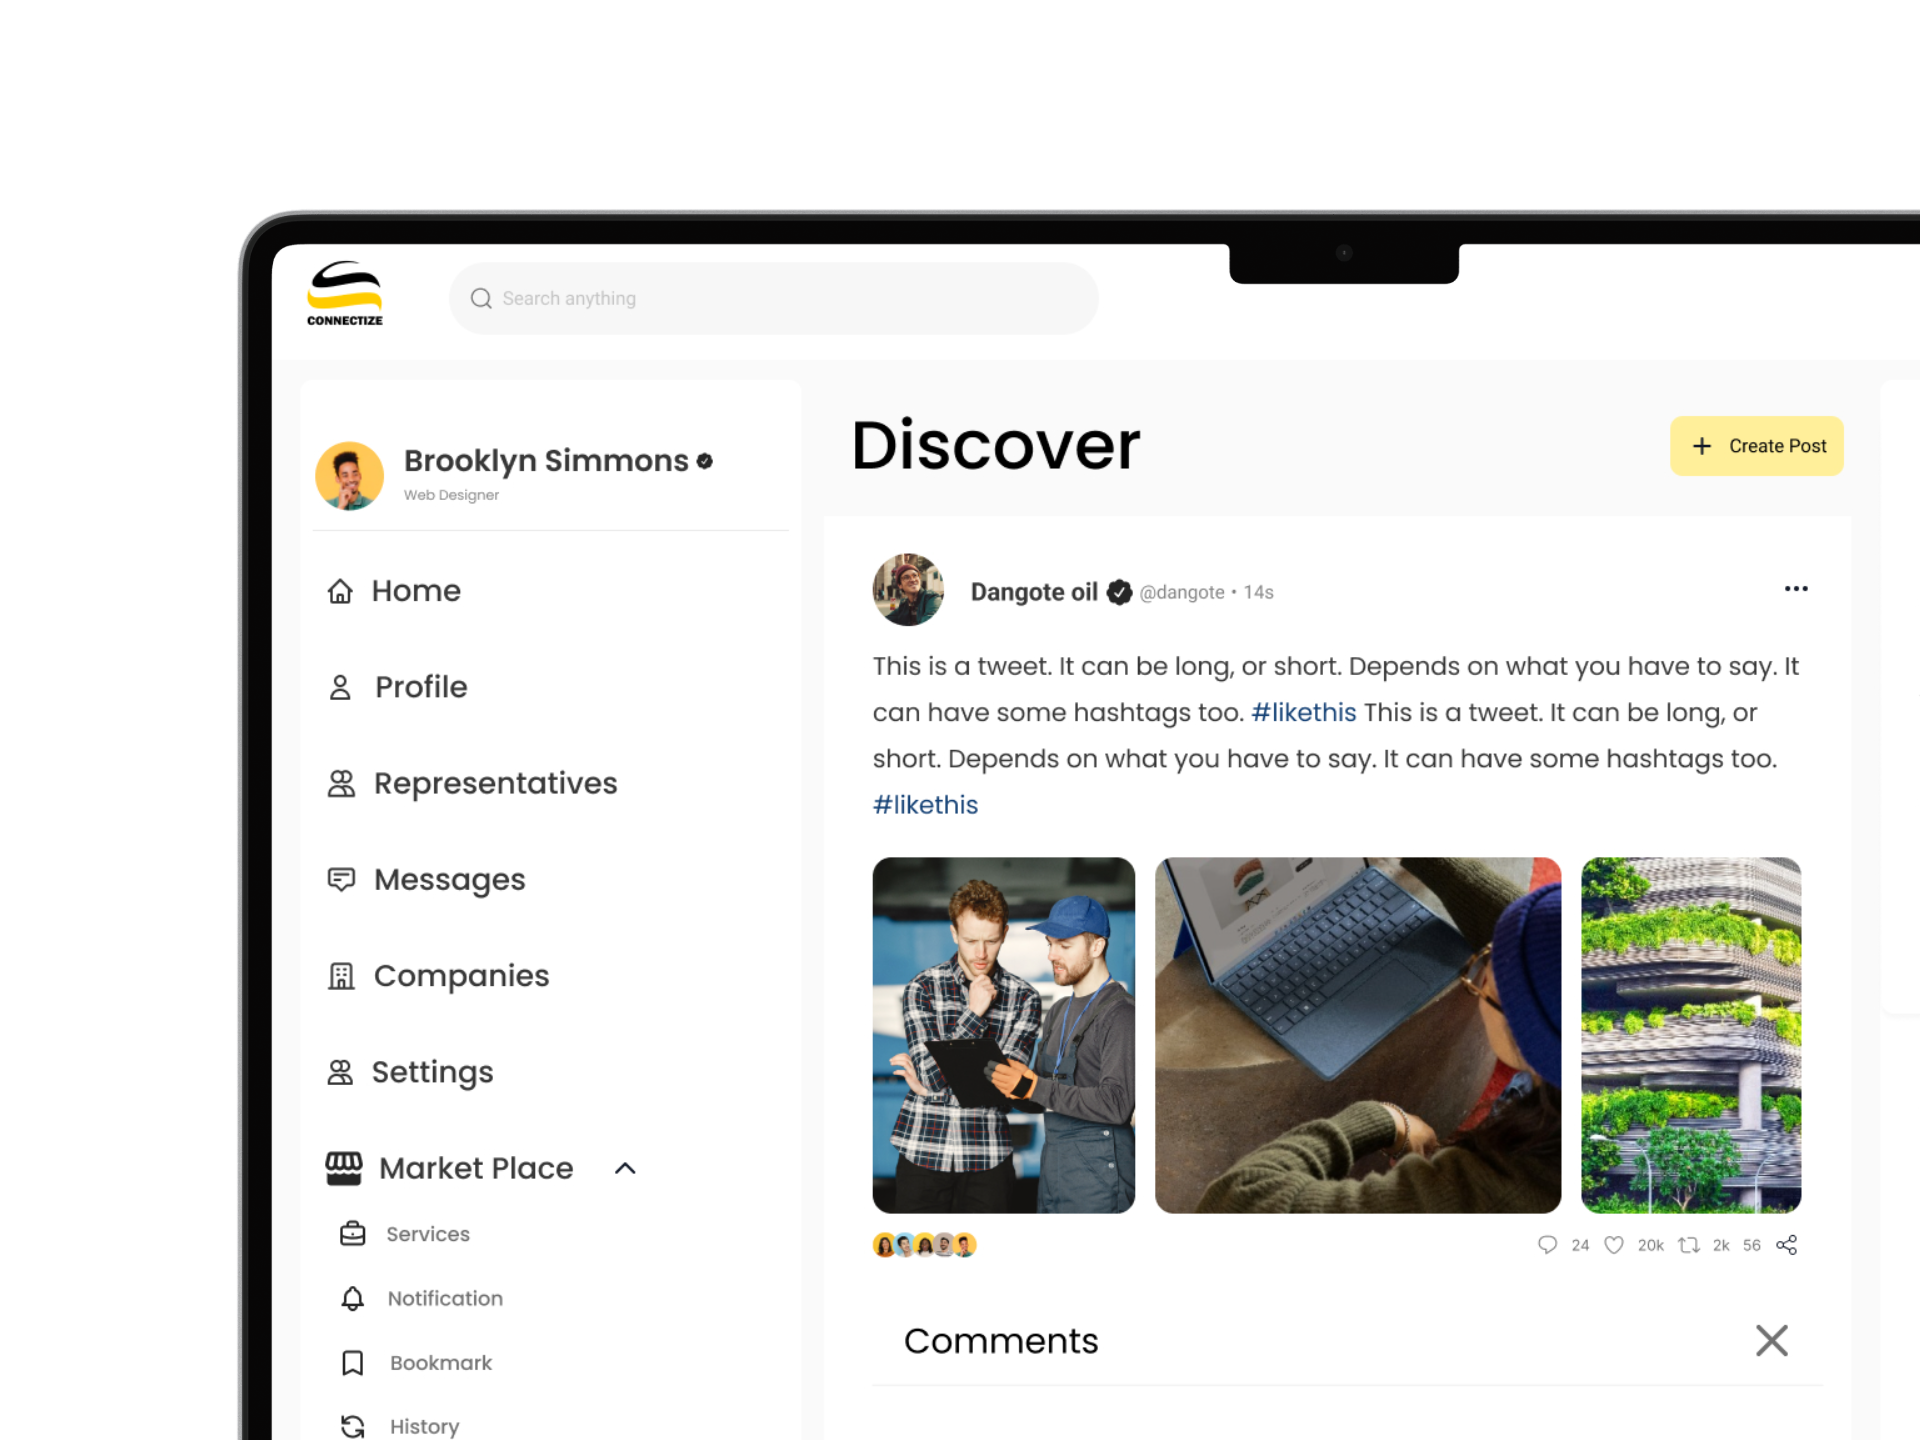 CONNECTIZE
Search anything
Brooklyn Simmons
Web Designer
Home
Profile
Representatives
Messages
Companies
Settings
Market Place
Services
Notification
Bookmark
History
Discover
+ Create Post
Dangote oil @dangote • 14s
This is a tweet. It can be long, or short. Depends on what you have to say. It
can have some hashtags too. #likethis This is a tweet. It can be long, or
short. Depends on what you have to say. It can have some hashtags too.
#likethis
24 20k 2k 56
Comments